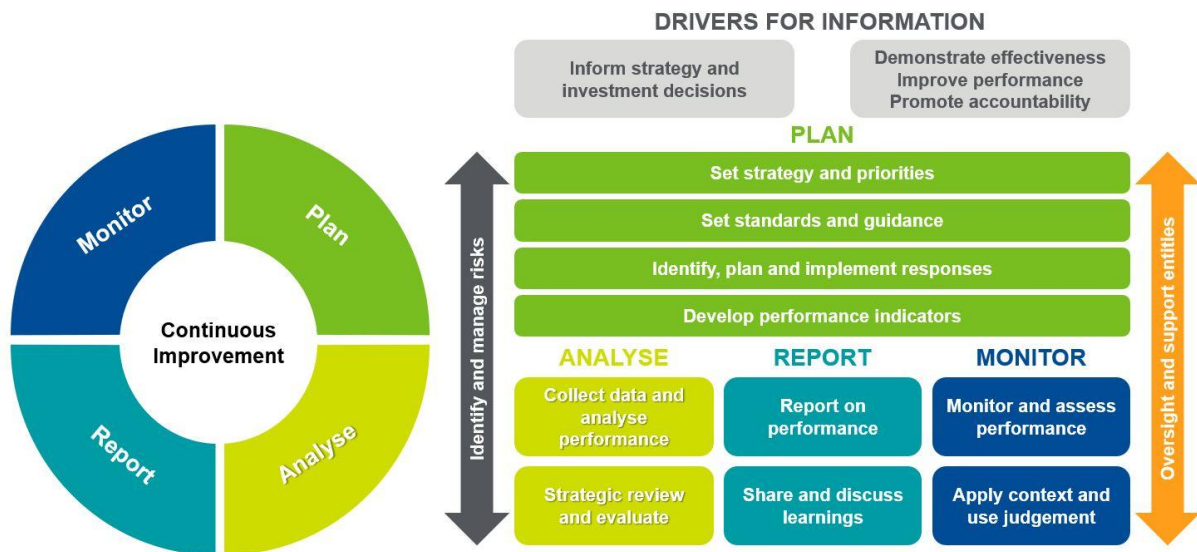 Monitor
Plan
Continuous
Improvement
Report
Analyse
DRIVERS FOR INFORMATION
Inform strategy and
investment decisions
Demonstrate effectiveness
Improve performance
Promote accountability
Identify and manage risks
PLAN
Set strategy and priorities
Set standards and guidance
Identify, plan and implement responses
Develop performance indicators
ANALYSE
Collect data and
analyse
performance
Strategic review
and evaluate
REPORT
Report on
performance
Share and discuss
learnings
MONITOR
Monitor and assess
performance
Apply context and
use judgement
Oversight and support entities